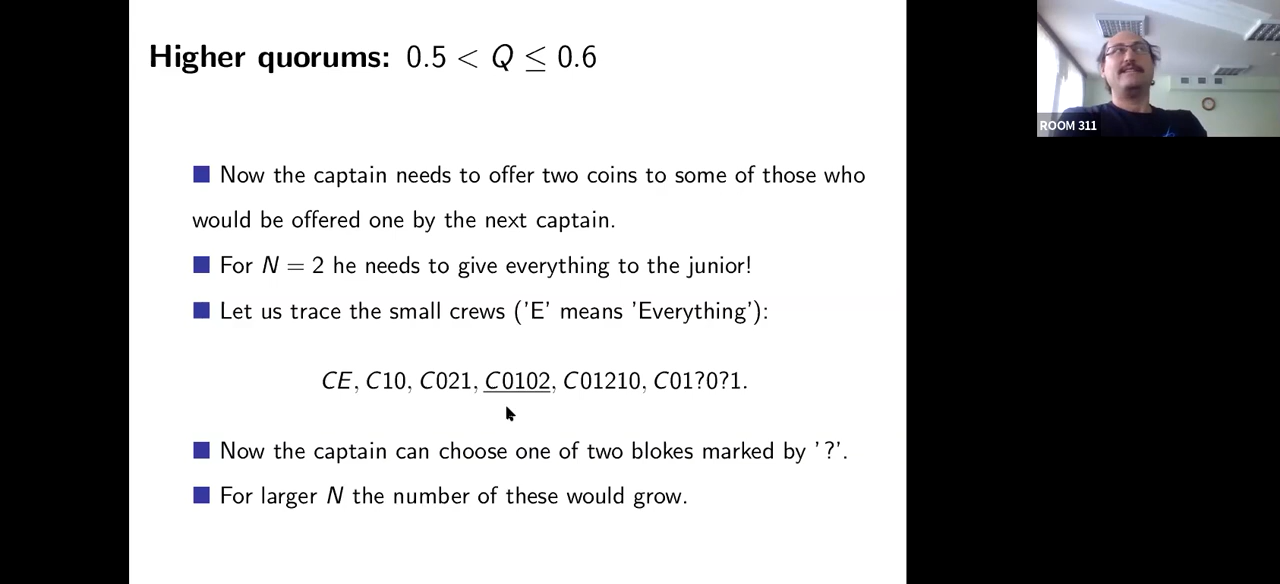 Higher quorums: 0.5 < Q ≤ 0.6
ROOM 311
■ Now the captain needs to offer two coins to some of those who
would be offered one by the next captain.
■ For N = 2 he needs to give everything to the junior!
■ Let us trace the small crews ('E' means 'Everything'):
CE, C10, C021, C0102, C01210, C01?0?1.
■ Now the captain can choose one of two blokes marked by '?'.
■ For larger N the number of these would grow.